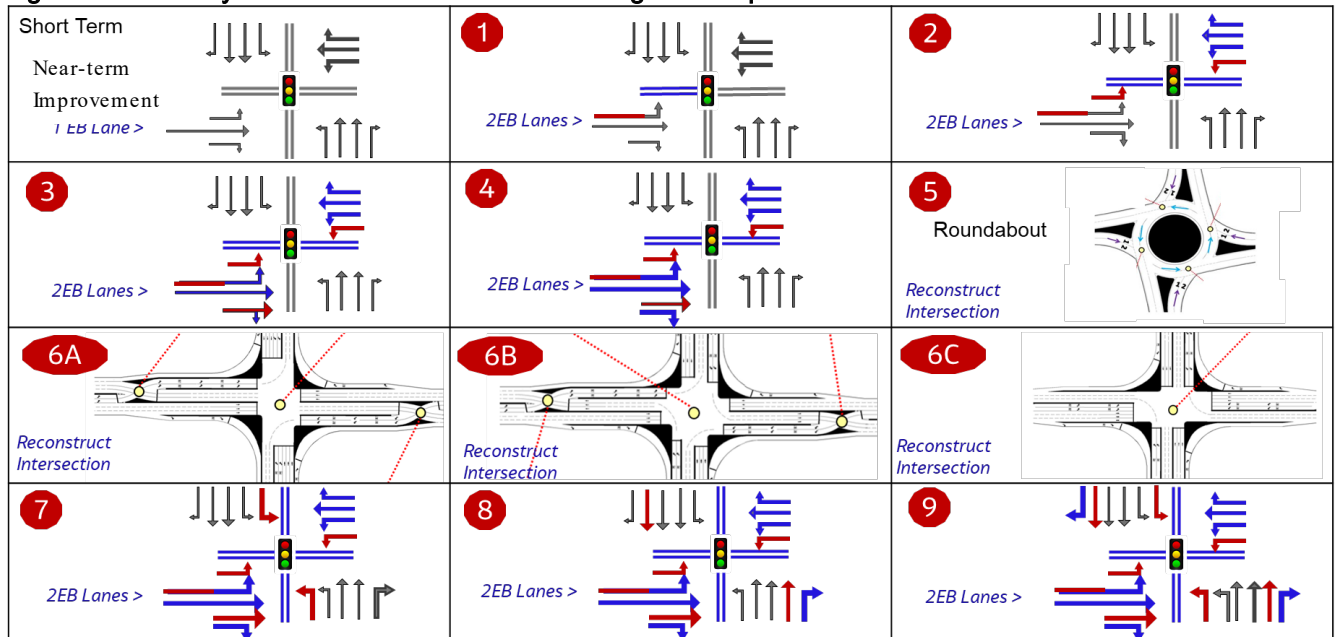 Short Term
Near-term
Improvement
1 EB Lane >
1
2EB Lanes >
2
2EB Lanes >
3
2EB Lanes >
4
2EB Lanes >
5
Roundabout
Reconstruct
Intersection
6A
Reconstruct
Intersection
6B
Reconstruct
Intersection
6C
Reconstruct
Intersection
7
2EB Lanes >
8
2EB Lanes >
9
2EB Lanes >